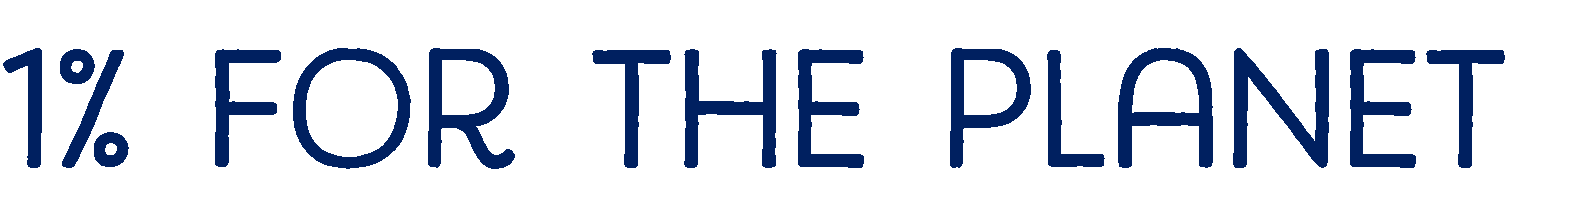 1% FOR THE PLANET